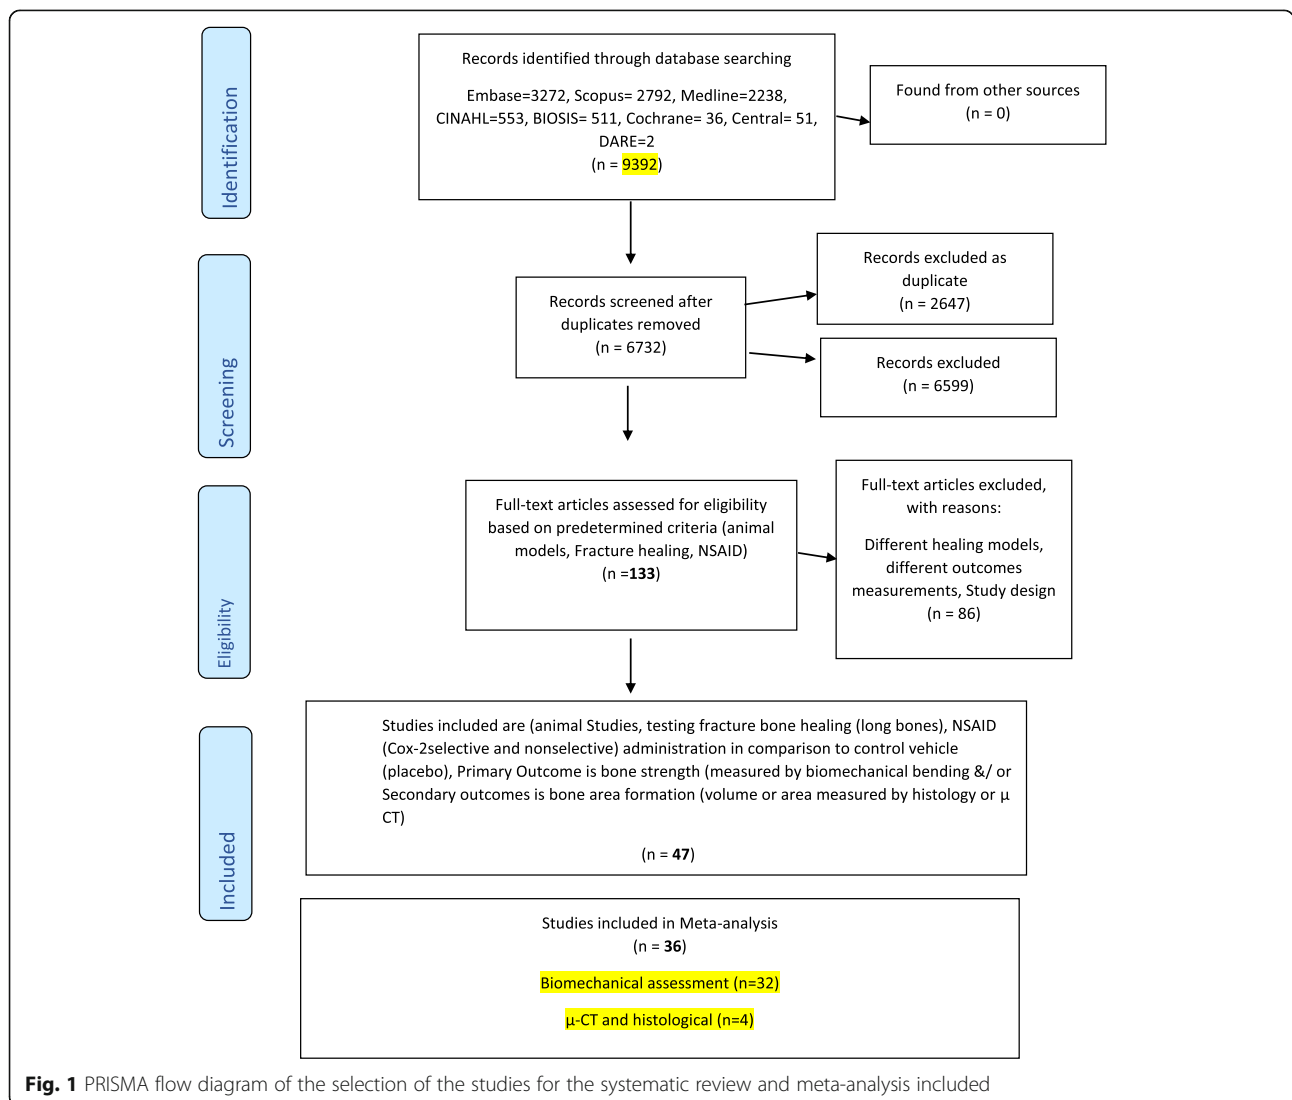 Identification
Records identified through database searching
Embase=3272, Scopus= 2792, Medline=2238,
CINAHL=553, BIOSIS= 511, Cochrane= 36, Central= 51,
DARE=2
(n = 9392)
Found from other sources
(n = 0)
Screening
Records screened after
duplicates removed
(n = 6732)
Records excluded as
duplicate
(n = 2647)
Records excluded
(n = 6599)
Eligibility
Full-text articles assessed for eligibility
based on predetermined criteria (animal
models, Fracture healing, NSAID)
(n =133)
Full-text articles excluded,
with reasons:
Different healing models,
different outcomes
measurements, Study design
(n = 86)
Included
Studies included are (animal Studies, testing fracture bone healing (long bones), NSAID
(Cox-2selective and nonselective) administration in comparison to control vehicle
(placebo), Primary Outcome is bone strength (measured by biomechanical bending &/ or
Secondary outcomes is bone area formation (volume or area measured by histology or μ
CT)
(n = 47)
Studies included in Meta-analysis
(n = 36)
Biomechanical assessment (n=32)
μ-CT and histological (n=4)
Fig. 1 PRISMA flow diagram of the selection of the studies for the systematic review and meta-analysis included